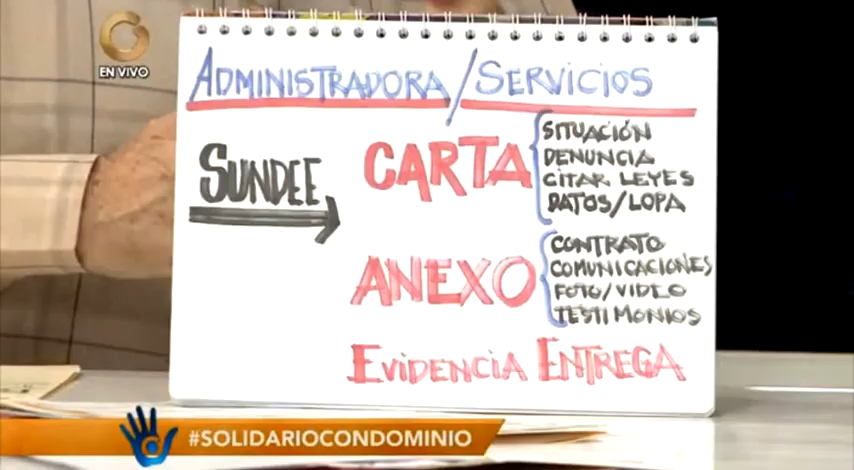 EN VIVO
ADMINISTRADORA/SERVICIOS
SUNDEE
CARTA
SITUACIÓN
DENUNCIA
CITAR LEYES
DATOS/LOPA
ANEXO
CONTRATO
COMUNICACIONES
FOTO/VIDEO
TESTIMONIOS
EVIDENCIA ENTREGA
#SOLIDARIOCONDOMINIO